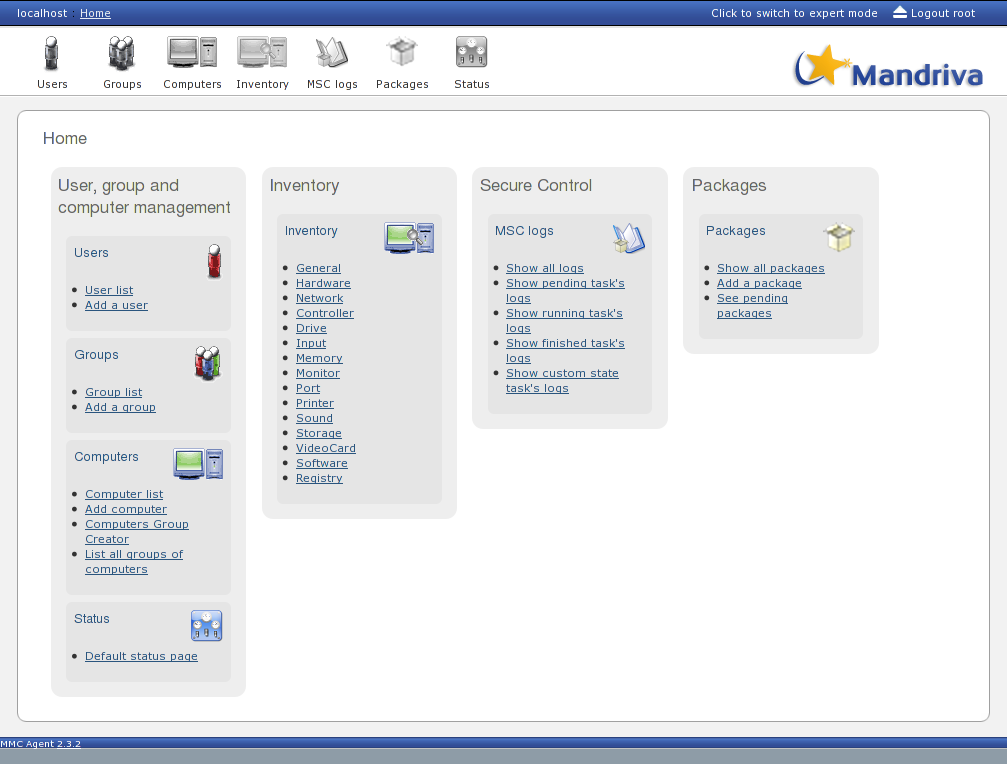 localhost : Home
Click to switch to expert mode
Logout root
Users
Groups
Computers
Inventory
MSC logs
Packages
Status
Mandriva
Home
User, group and
computer management
Users
User list
Add a user
Groups
Group list
Add a group
Computers
Computer list
Add computer
Computers Group
Creator
List all groups of
computers
Status
Default status page
Inventory
Inventory
General
Hardware
Network
Controller
Drive
Input
Memory
Monitor
Port
Printer
Sound
Storage
VideoCard
Software
Registry
Secure Control
MSC logs
Show all logs
Show pending task's
logs
Show running task's
logs
Show finished task's
logs
Show custom state
task's logs
Packages
Packages
Show all packages
Add a package
See pending
packages
MMC Agent 2.3.2